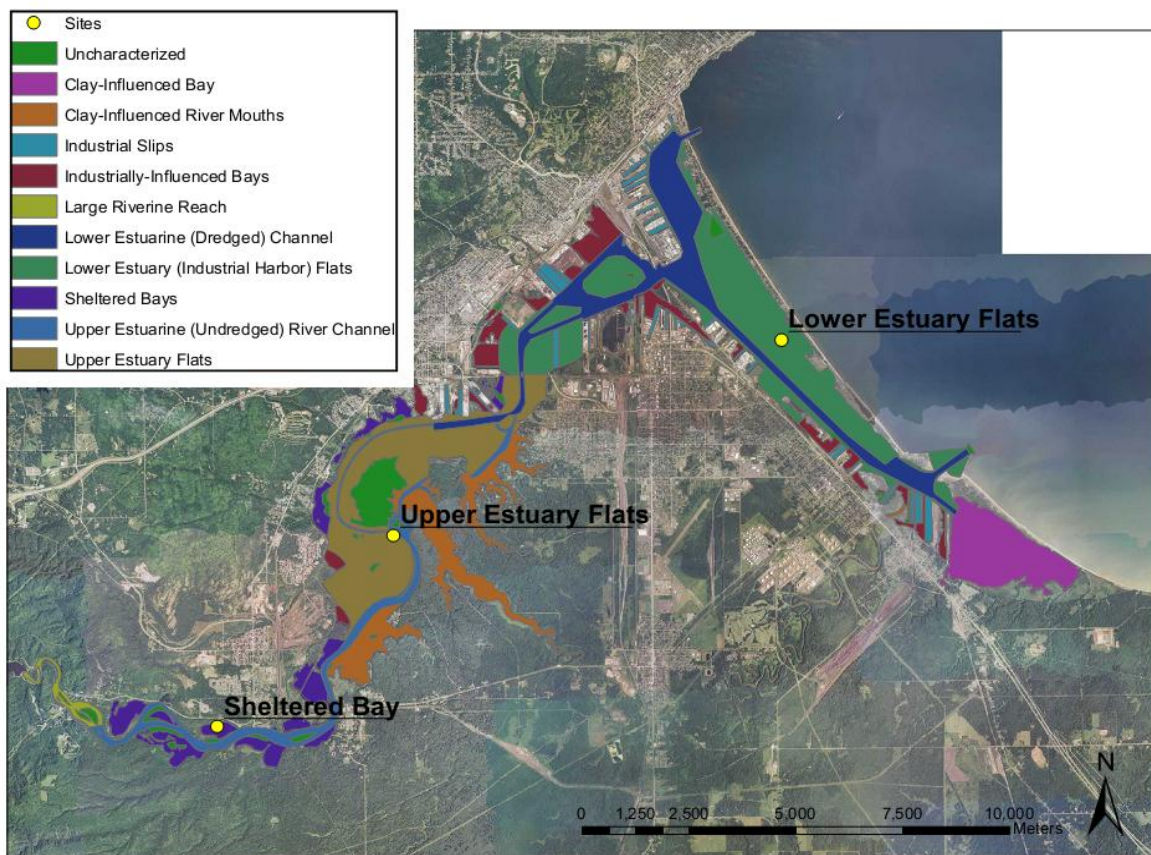 Sites
Uncharacterized
Clay-Influenced Bay
Clay-Influenced River Mouths
Industrial Slips
Industrially-Influenced Bays
Large Riverine Reach
Lower Estuarine (Dredged) Channel
Lower Estuary (Industrial Harbor) Flats
Sheltered Bays
Upper Estuarine (Undredged) River Channel
Upper Estuary Flats
Lower Estuary Flats
Upper Estuary Flats
Sheltered Bay
N
0 1,250 2,500 5,000 7,500 10,000
Meters